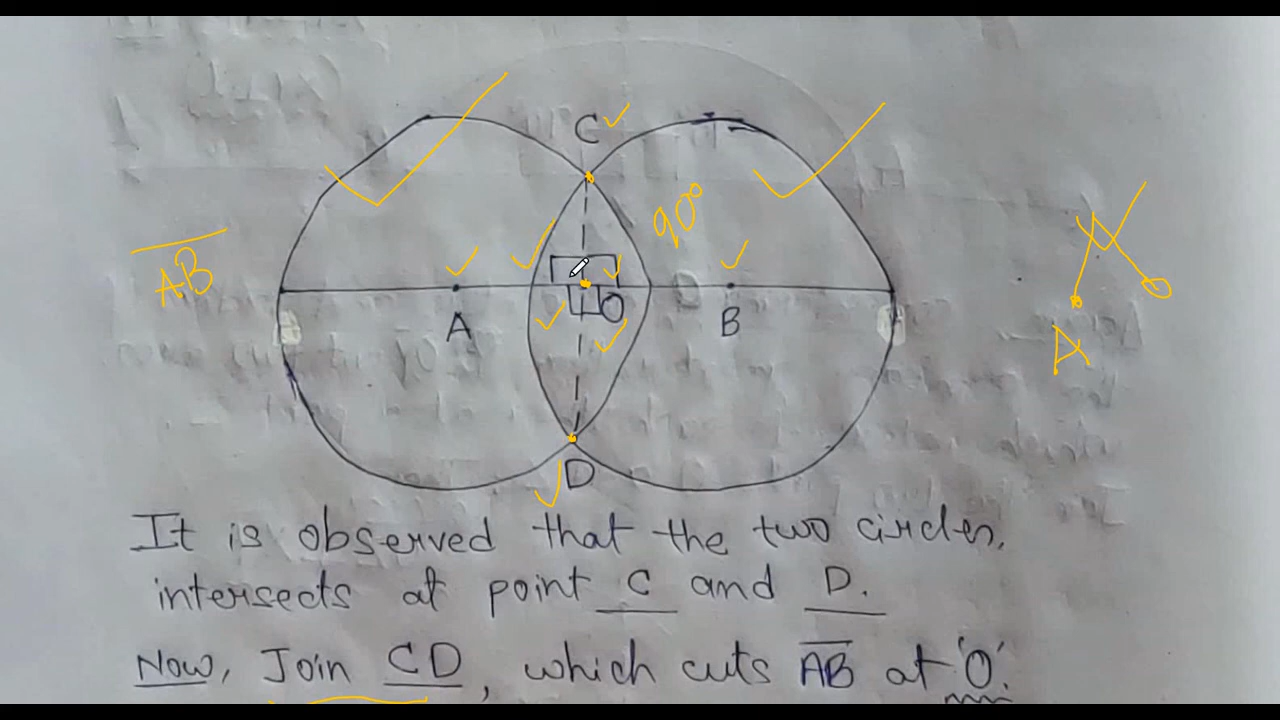 C
90°
AB
A
O
B
A
D
It is observed that the two circles,
intersects at point C and D.
Now, Join CD, which cuts AB at 'O'.